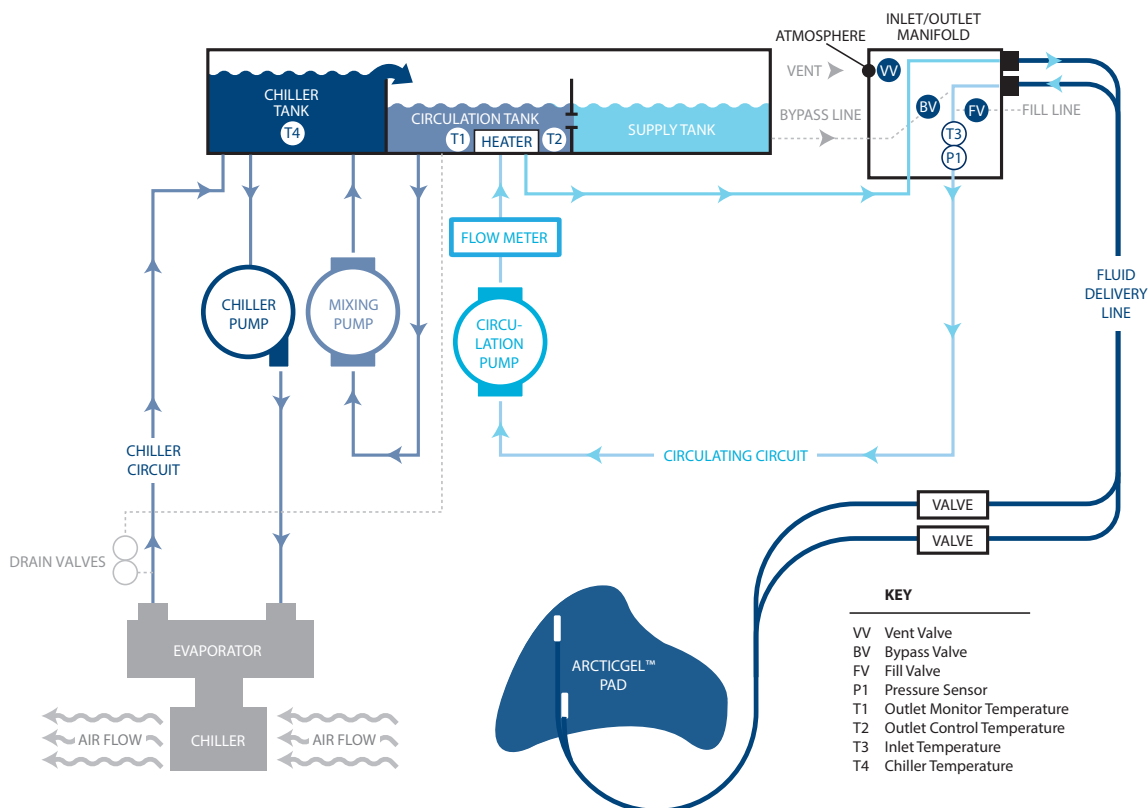 INLET/OUTLET
MANIFOLD
ATMOSPHERE
VENT
VV
BYPASS LINE
BV
FV
FILL LINE
T3
P1
CHILLER
TANK
T4
CIRCULATION TANK
T1
HEATER
T2
SUPPLY TANK
FLOW METER
CHILLER
PUMP
MIXING
PUMP
CIRCU-
LATION
PUMP
FLUID
DELIVERY
LINE
CHILLER
CIRCUIT
CIRCULATING CIRCUIT
VALVE
VALVE
DRAIN VALVES
EVAPORATOR
AIR FLOW
CHILLER
AIR FLOW
ARCTICGEL™
PAD
KEY
VV Vent Valve
BV Bypass Valve
FV Fill Valve
P1 Pressure Sensor
T1 Outlet Monitor Temperature
T2 Outlet Control Temperature
T3 Inlet Temperature
T4 Chiller Temperature